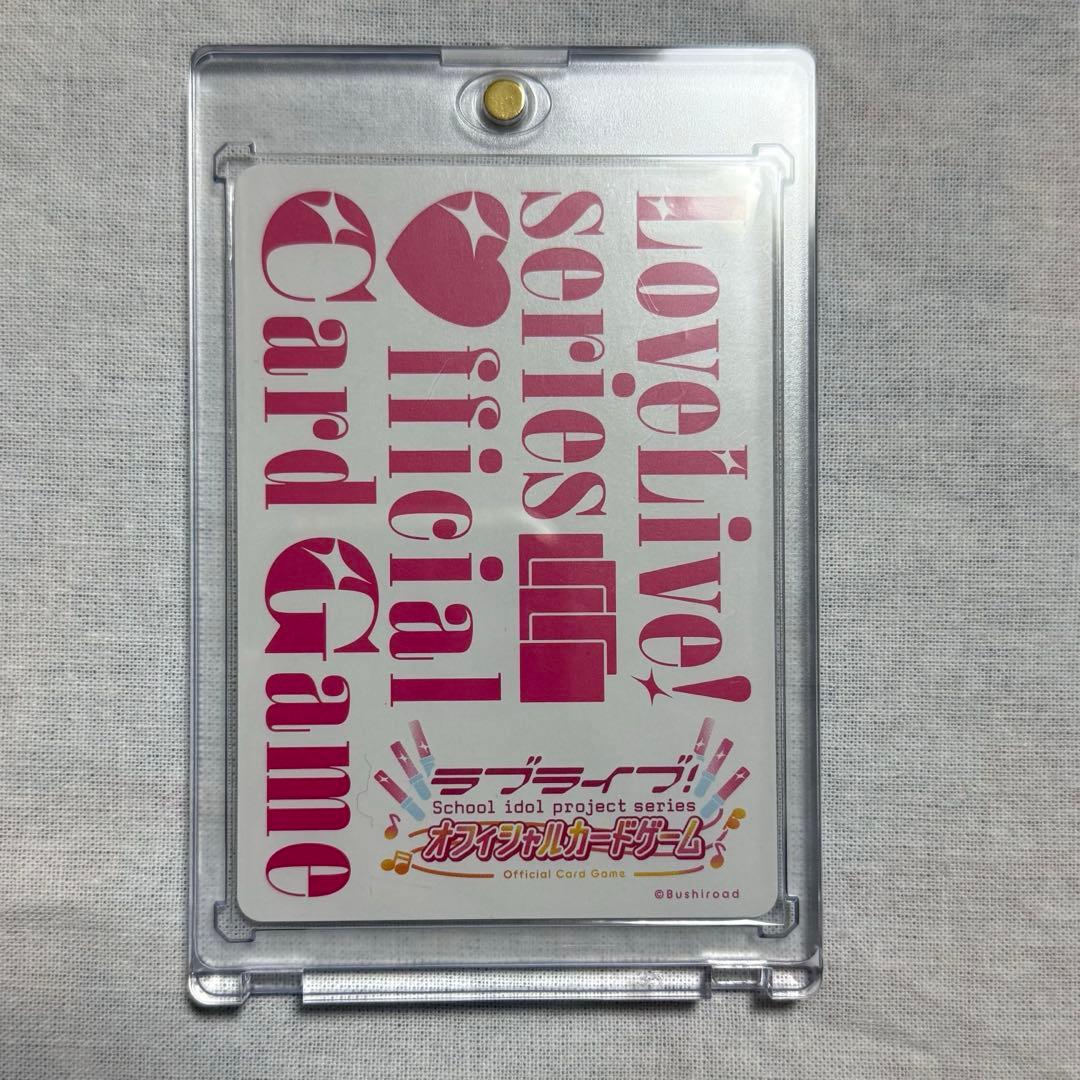 LoveLive!
series
♥fficial
Card Game
ラブライブ!
School idol project series
オフィシャルカードゲーム
Official Card Game
©Bushiroad